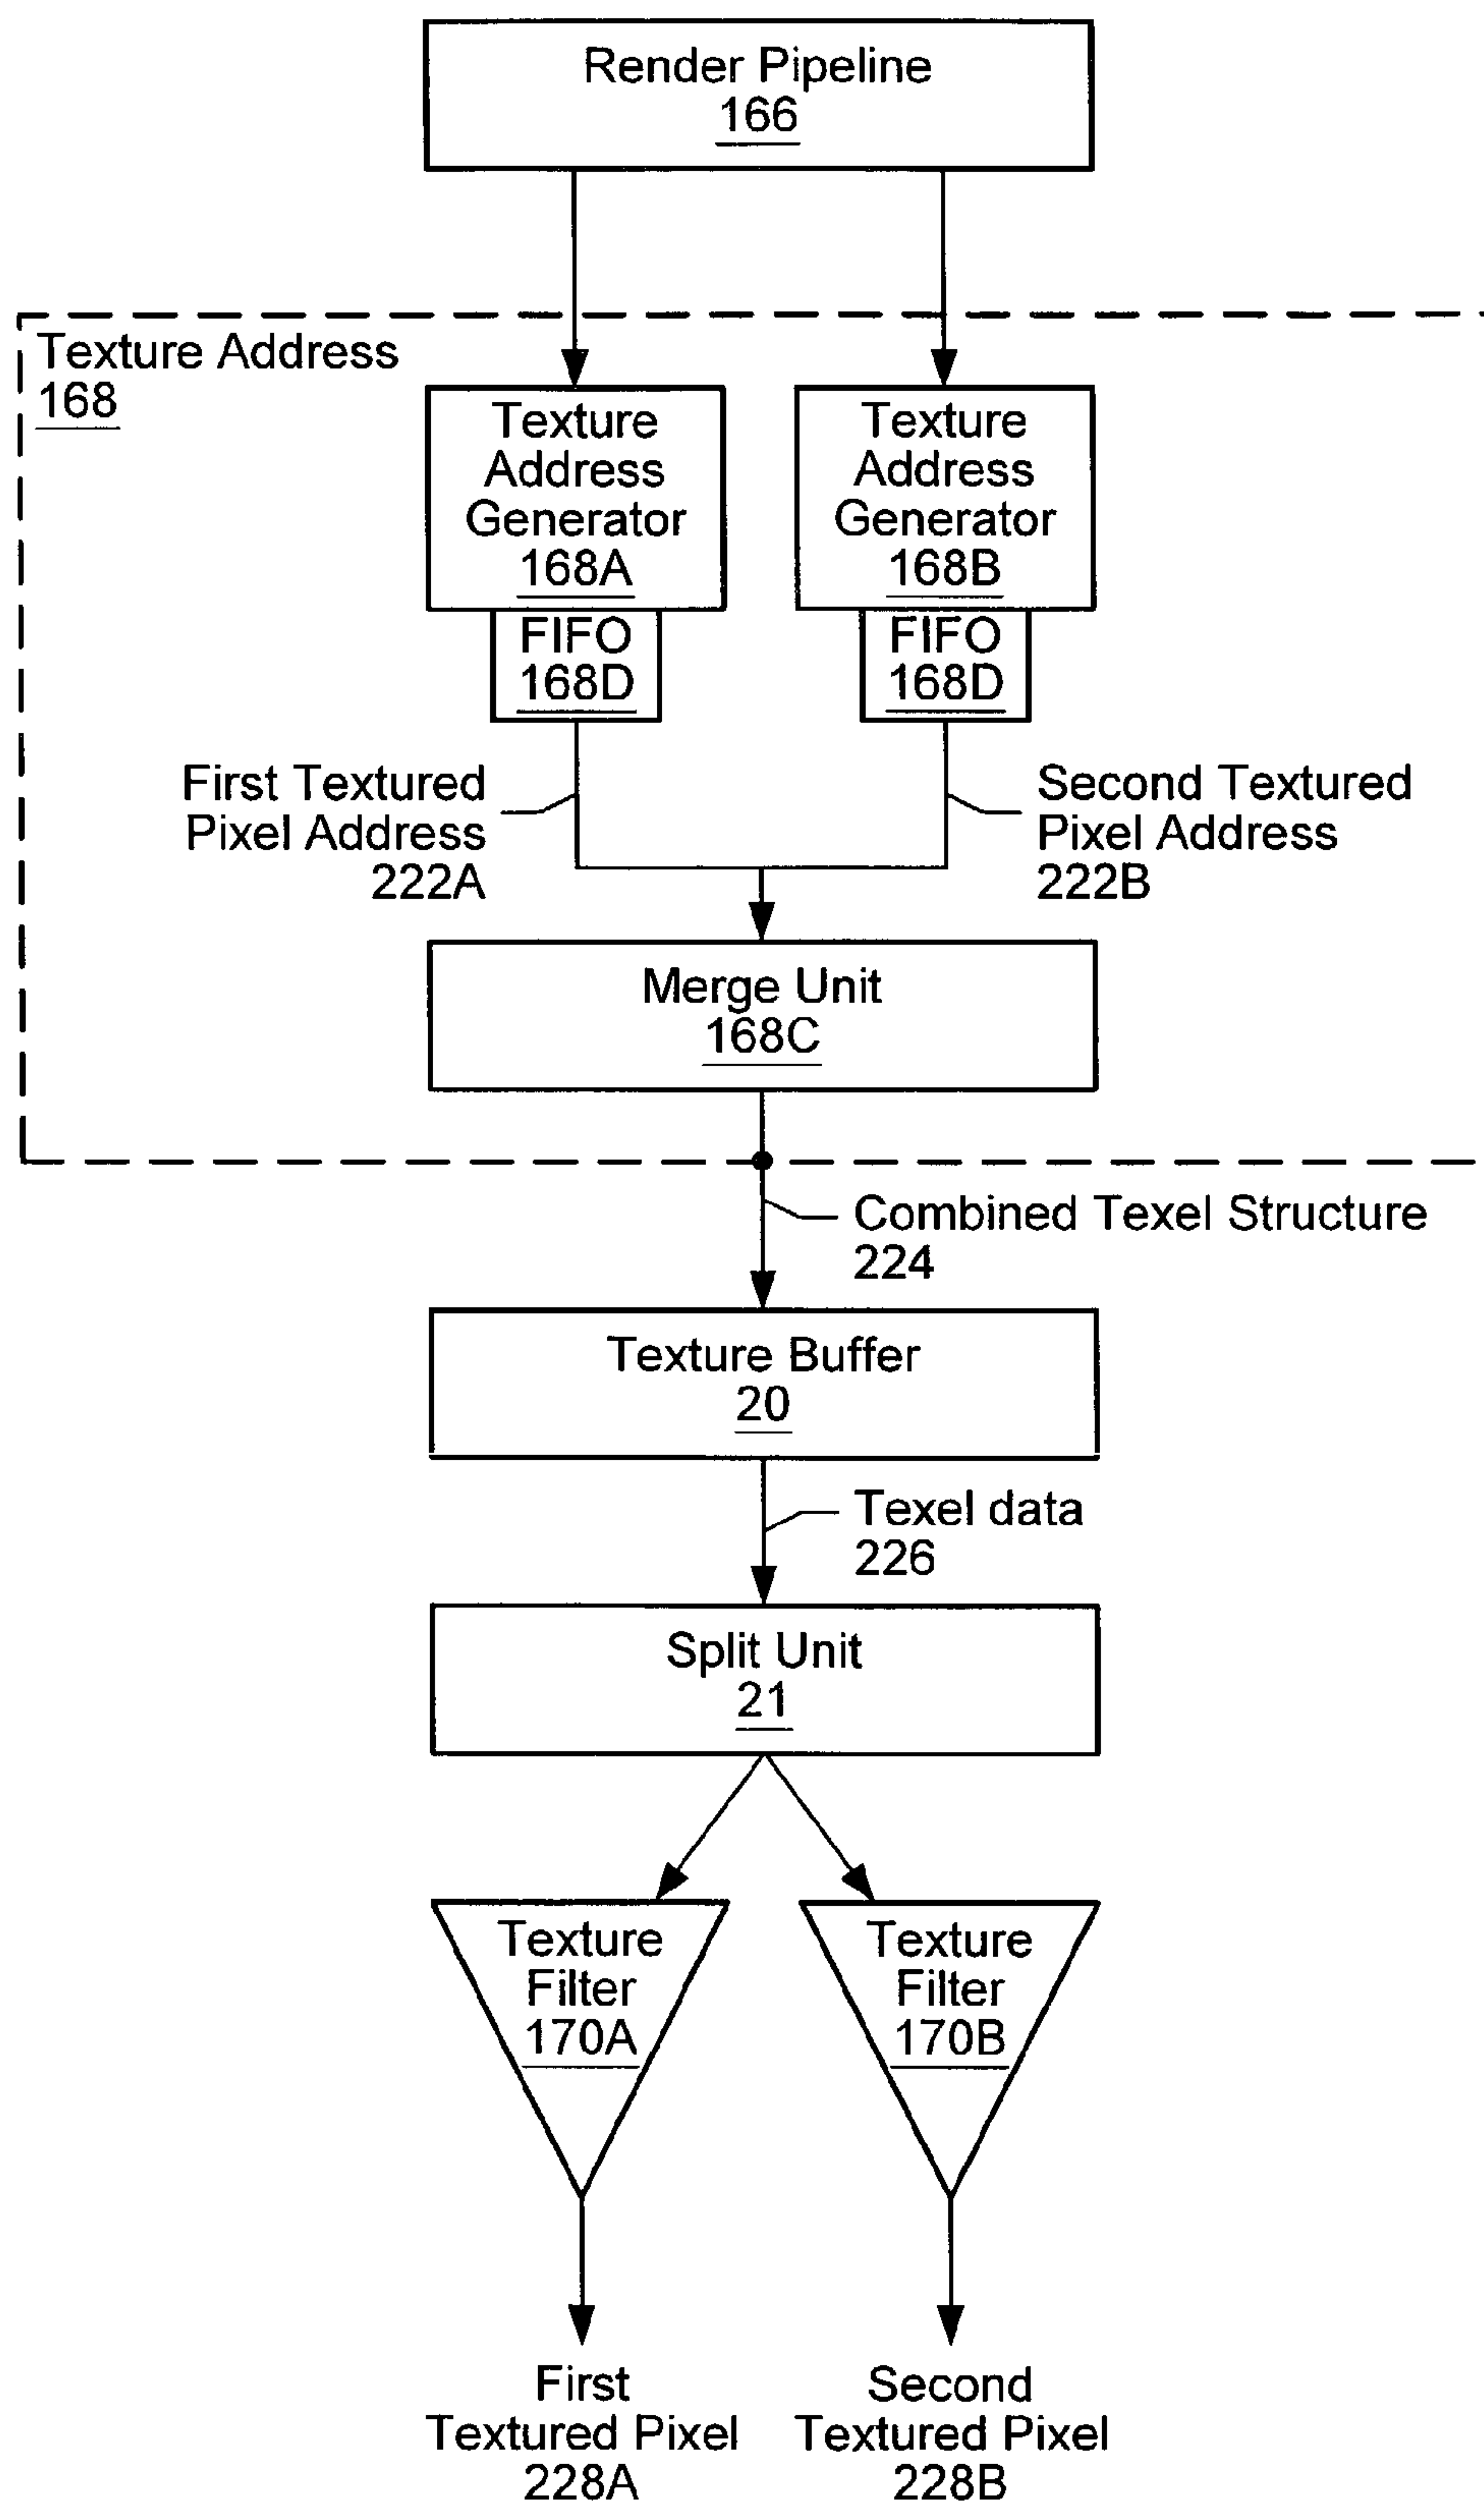 Render Pipeline
166
Texture Address
168
Texture
Address
Generator
168A
Texture
Address
Generator
168B
FIFO
168D
FIFO
168D
First Textured
Pixel Address
222A
Second Textured
Pixel Address
222B
Merge Unit
168C
Combined Texel Structure
224
Texture Buffer
20
Texel data
226
Split Unit
21
Texture
Filter
170A
Texture
Filter
170B
First
Textured Pixel
228A
Second
Textured Pixel
228B